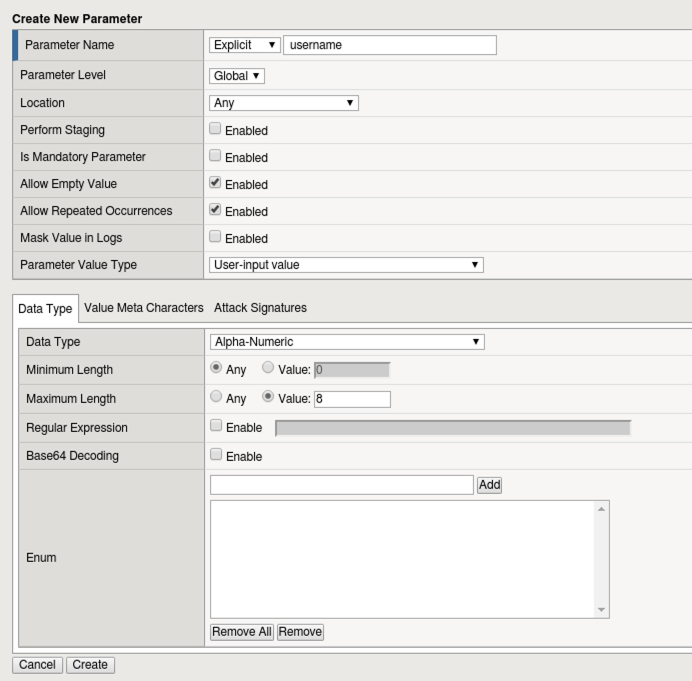 Create New Parameter
Parameter Name Explicit username
Parameter Level Global
Location Any
Perform Staging Enabled
Is Mandatory Parameter Enabled
Allow Empty Value Enabled
Allow Repeated Occurrences Enabled
Mask Value in Logs Enabled
Parameter Value Type User-input value
Data Type Value Meta Characters Attack Signatures
Data Type Alpha-Numeric
Minimum Length Any Value: 0
Maximum Length Any Value: 8
Regular Expression Enable
Base64 Decoding Enable
Add
Enum
Remove All Remove
Cancel Create